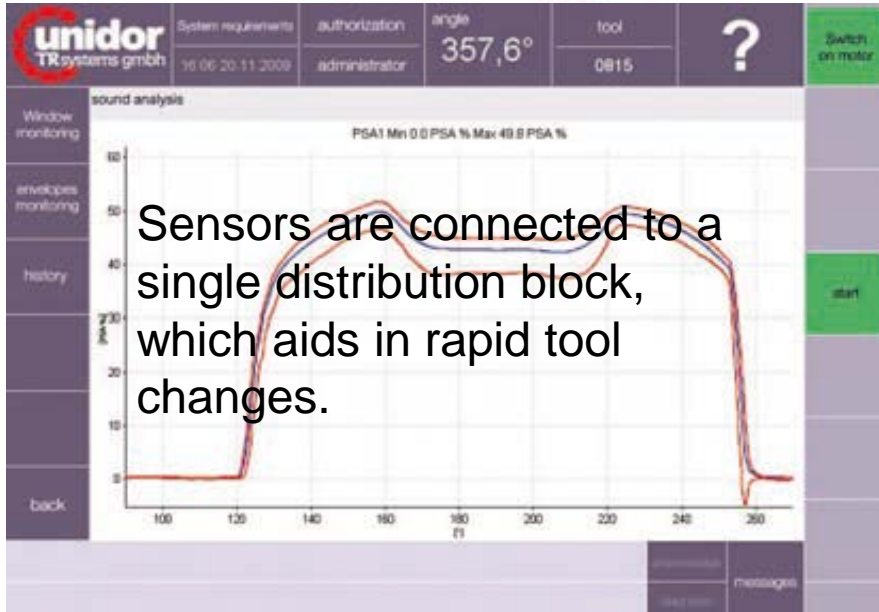 unidor
TRsystems gmbh
System requirements
16:06 20.11.2009
authorization
administrator
angle
357,6°
tool
0815
?
Switch
on motor
Window
monitoring
envelopes
monitoring
history
back
sound analysis
PSA1 Min 0.0 PSA % Max 49.8 PSA %
60
50
40
30
20
10
0
100
120
140
160
180
200
220
240
260
[°]
Sensors are connected to a
single distribution block,
which aids in rapid tool
changes.
start
messages